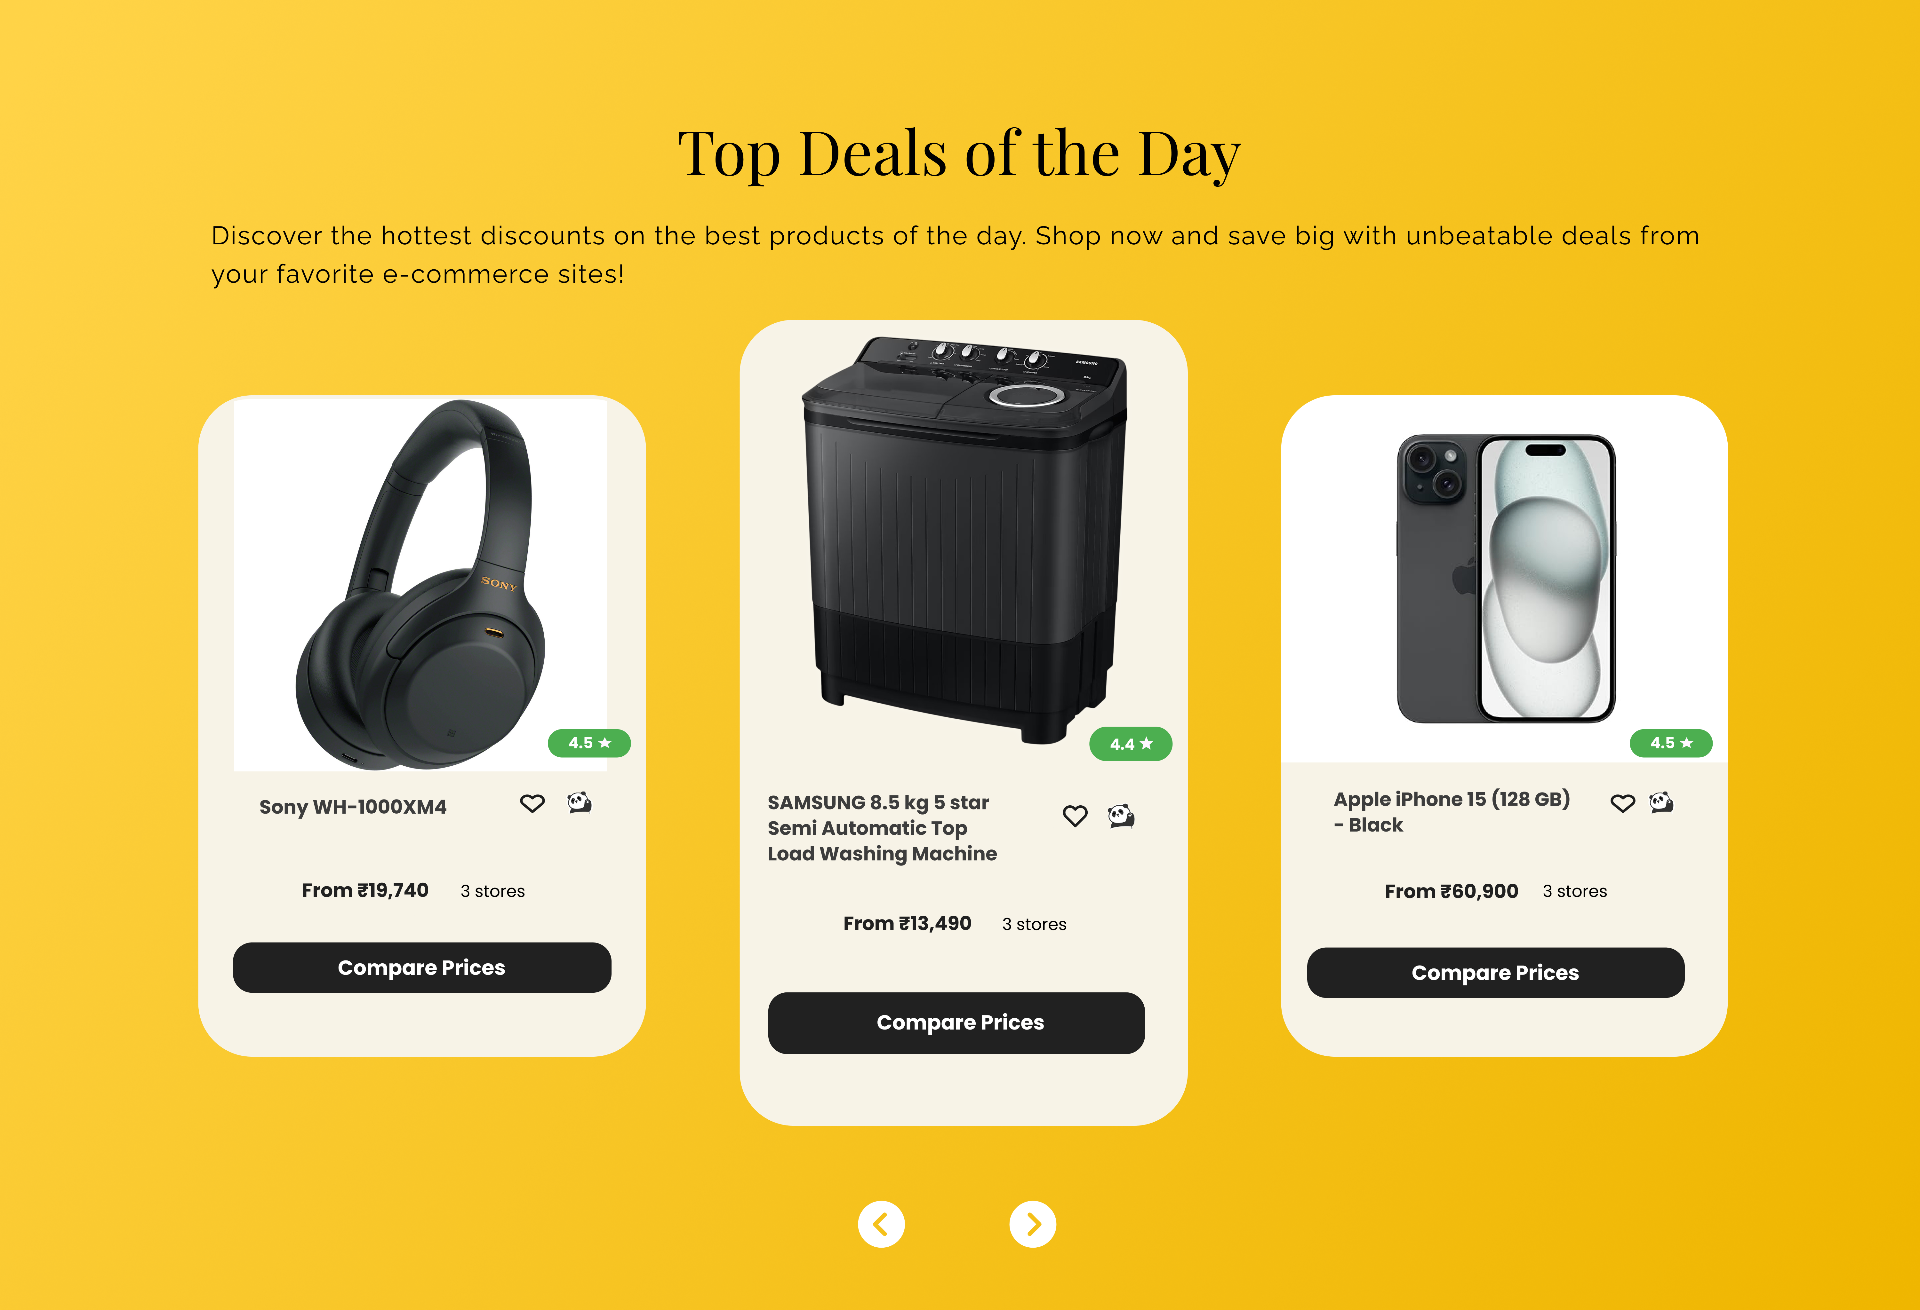 Top Deals of the Day
Discover the hottest discounts on the best products of the day. Shop now and save big with unbeatable deals from
your favorite e-commerce sites!
SONY
4.5 ★
Sony WH-1000XM4
From ₹19,740 3 stores
Compare Prices
SAMSUNG
4.4 ★
SAMSUNG 8.5 kg 5 star
Semi Automatic Top
Load Washing Machine
From ₹13,490 3 stores
Compare Prices
4.5 ★
Apple iPhone 15 (128 GB)
- Black
From ₹60,900 3 stores
Compare Prices